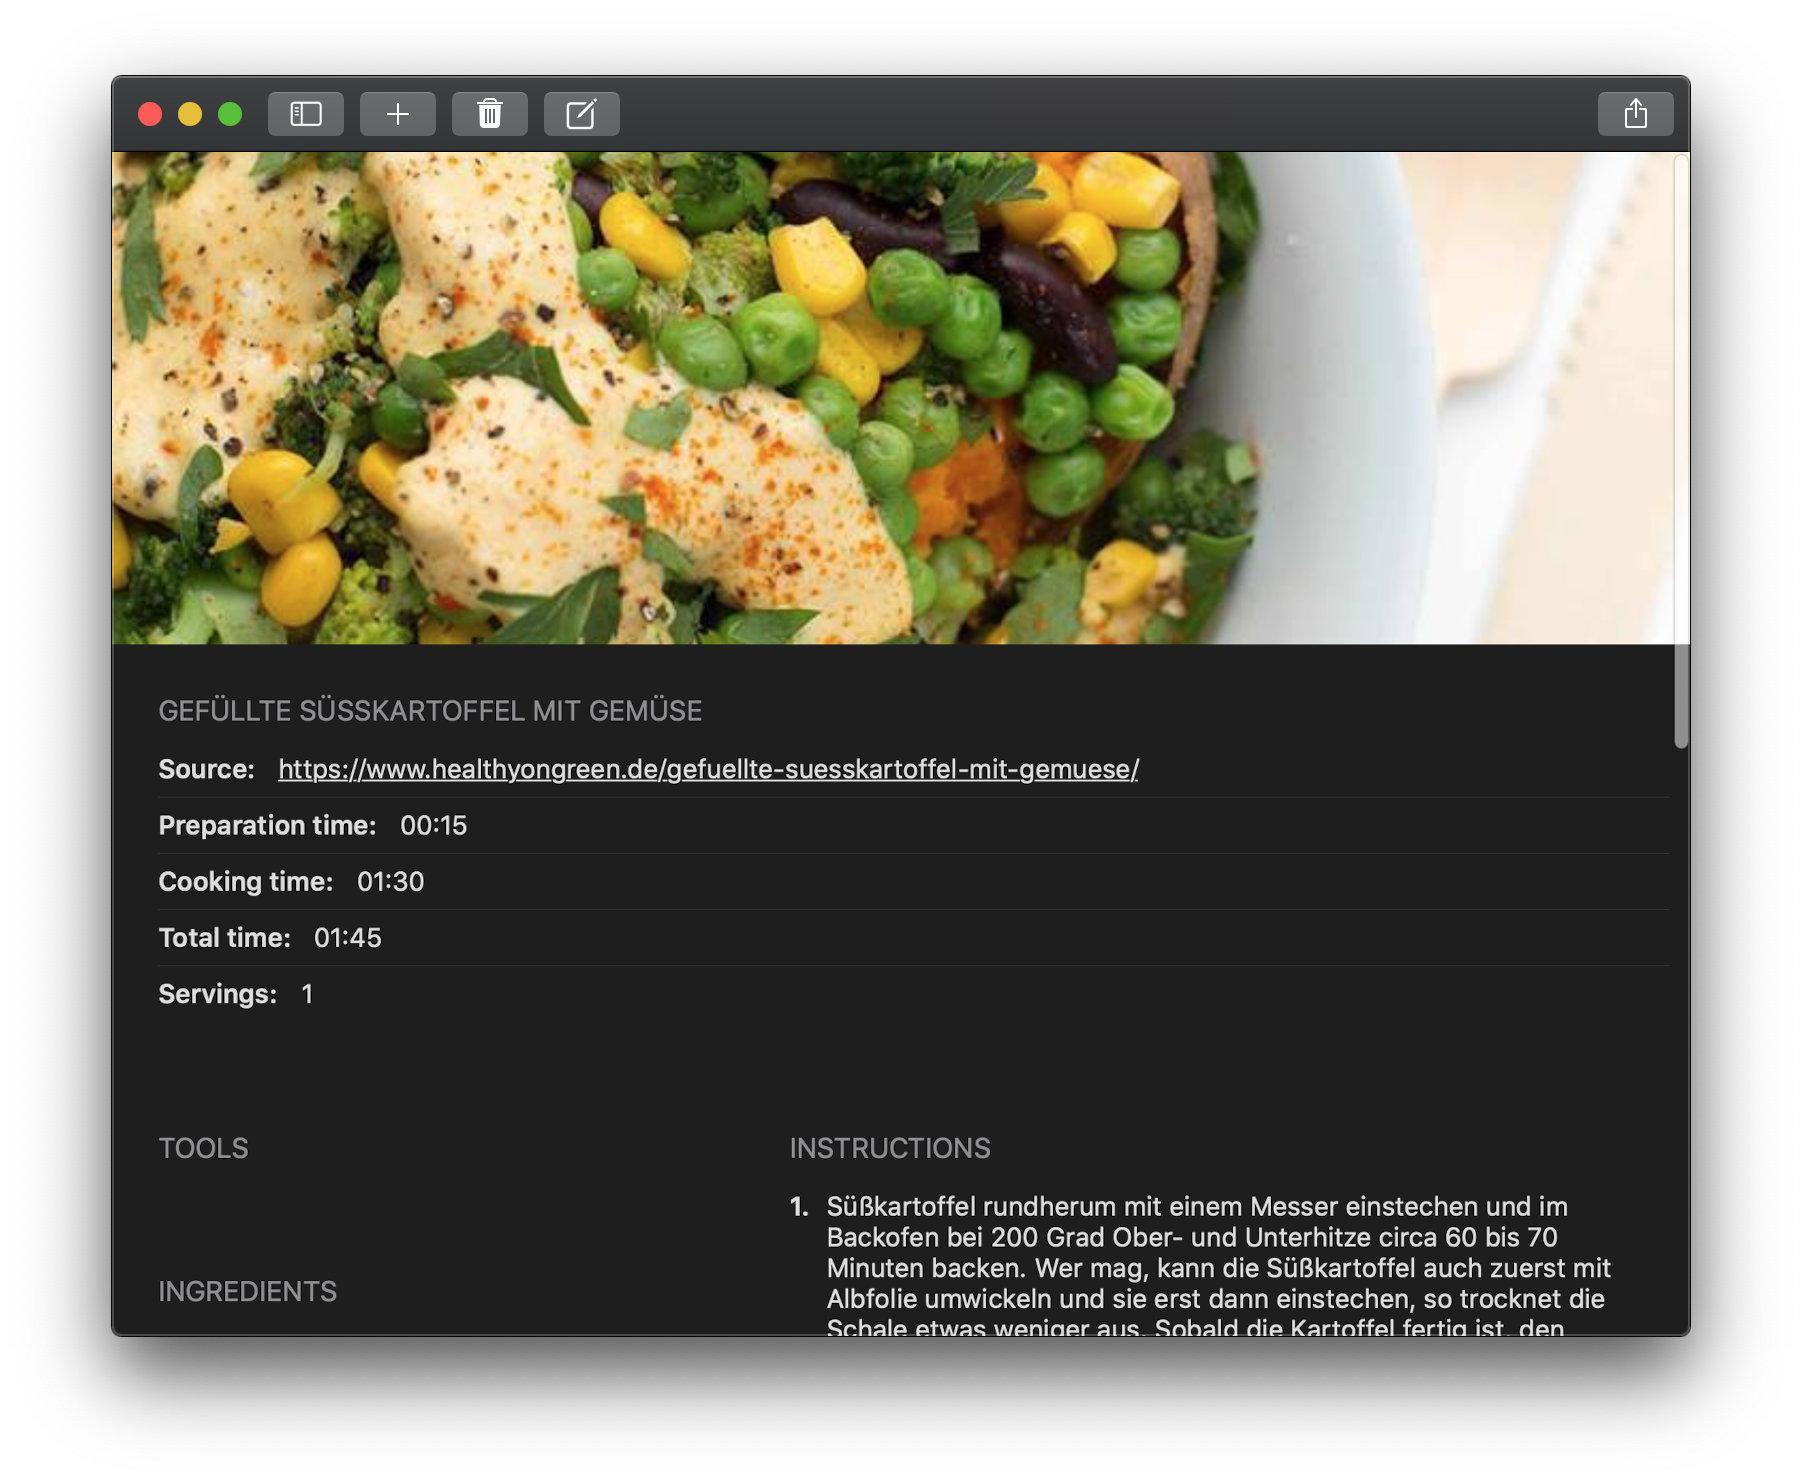 GEFÜLLTE SÜSSKARTOFFEL MIT GEMÜSE
Source: https://www.healthyongreen.de/gefuellte-suesskartoffel-mit-gemuese/
Preparation time: 00:15
Cooking time: 01:30
Total time: 01:45
Servings: 1
TOOLS
INGREDIENTS
INSTRUCTIONS
1. Süßkartoffel rundherum mit einem Messer einstechen und im
Backofen bei 200 Grad Ober- und Unterhitze circa 60 bis 70
Minuten backen. Wer mag, kann die Süßkartoffel auch zuerst mit
Albfolie umwickeln und sie erst dann einstechen, so trocknet die
Schale etwas weniger aus. Sobald die Kartoffel fertig ist, den